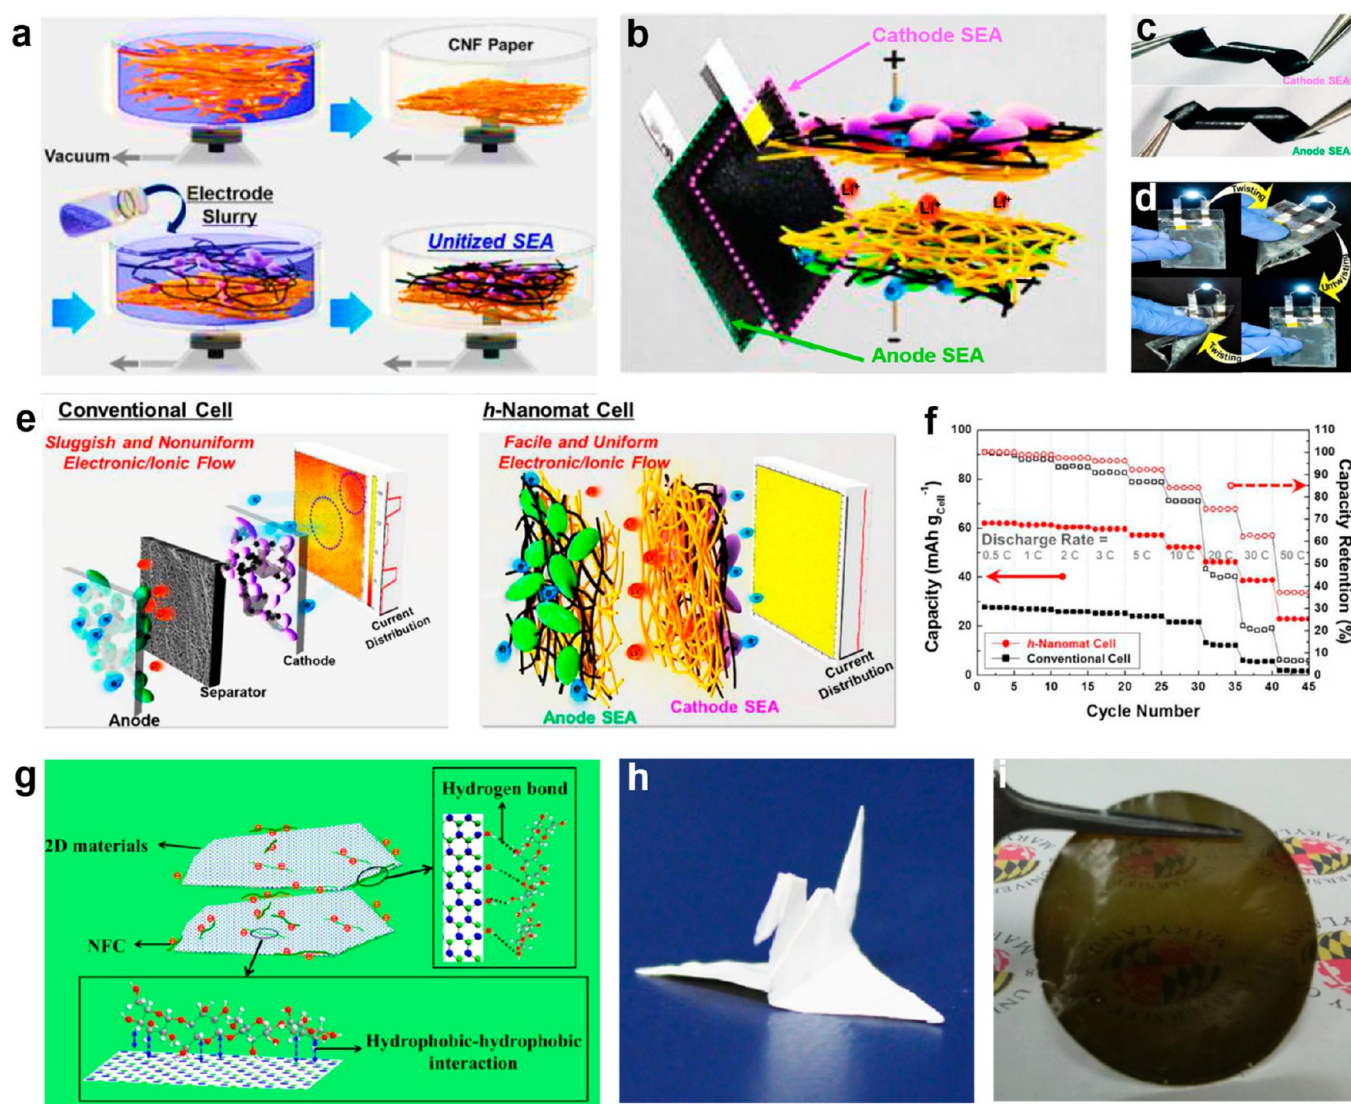 a
CNF Paper
Vacuum
Electrode
Slurry
Unitized SEA
b
Cathode SEA
+
Li⁺
Li⁺
Li⁺
−
Anode SEA
c
Cathode SEA
Anode SEA
d
Twisting
Untwisting
Twisting
e
Conventional Cell
Sluggish and Nonuniform
Electronic/Ionic Flow
Anode
Separator
Cathode
Current
Distribution
h-Nanomat Cell
Facile and Uniform
Electronic/Ionic Flow
Anode SEA
Cathode SEA
Current
Distribution
f
Capacity (mAh g_Cell⁻¹)
100
80
60
40
20
0
Discharge Rate =
0.5 C 1 C 2 C 3 C 5 C 10 C 20 C 30 C 50 C
h-Nanomat Cell
Conventional Cell
0 5 10 15 20 25 30 35 40 45
Cycle Number
110
100
90
80
70
60
50
40
30
20
10
0
Capacity Retention (%)
g
2D materials
NFC
Hydrogen bond
Hydrophobic-hydrophobic
interaction
h
i
MARYLAND